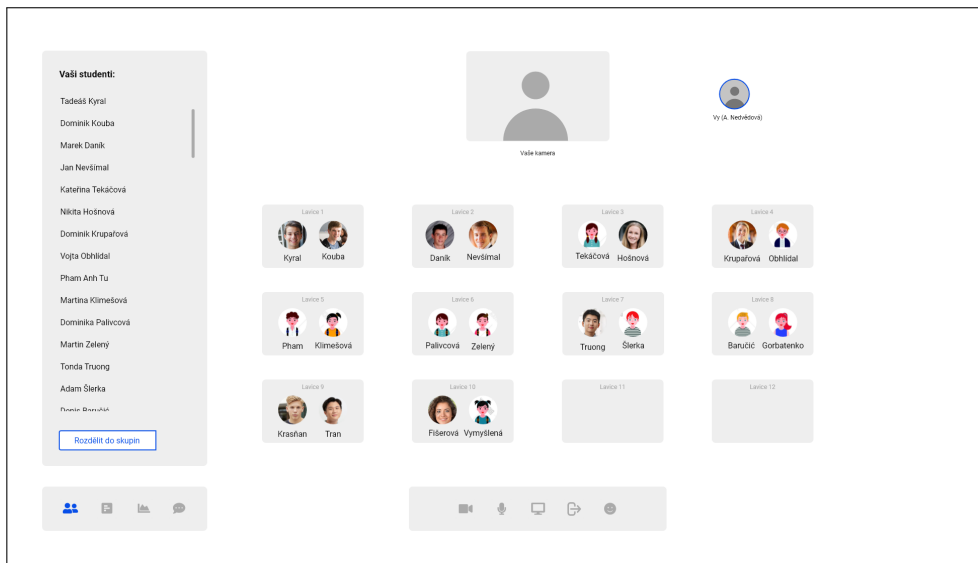 Vaši studenti:
Tadeáš Kyral
Dominik Kouba
Marek Daník
Jan Nevšímal
Kateřina Tekáčová
Nikita Hošnová
Dominik Krupařová
Vojta Obhlídal
Pham Anh Tu
Martina Klimešová
Dominika Palivcová
Martin Zelený
Tonda Truong
Adam Šlerka
Denis Baručić
Rozdělit do skupin
Vaše kamera
Vy (A. Nedvědová)
Lavice 1
Kyral Kouba
Lavice 2
Daník Nevšímal
Lavice 3
Tekáčová Hošnová
Lavice 4
Krupařová Obhlídal
Lavice 5
Pham Klimešová
Lavice 6
Palivcová Zelený
Lavice 7
Truong Šlerka
Lavice 8
Baručić Gorbatenko
Lavice 9
Krasňan Tran
Lavice 10
Fišerová Vymyšlená
Lavice 11
Lavice 12